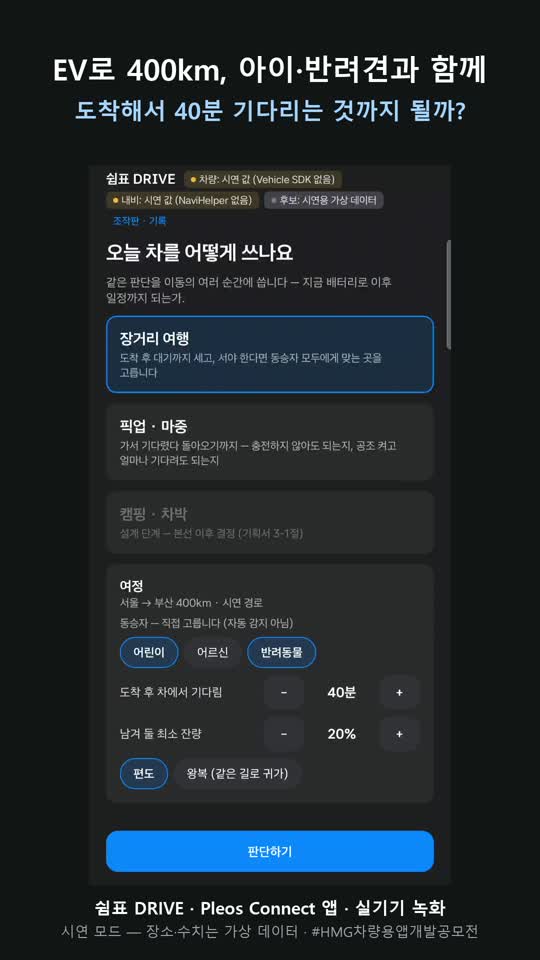 EV로 400km, 아이·반려견과 함께
도착해서 40분 기다리는 것까지 될까?
쉼표 DRIVE
차량: 시연 값 (Vehicle SDK 없음)
내비: 시연 값 (NaviHelper 없음)
후보: 시연용 가상 데이터
조작판 · 기록
오늘 차를 어떻게 쓰나요
같은 판단을 이동의 여러 순간에 씁니다 — 지금 배터리로 이후
일정까지 되는가.
장거리 여행
도착 후 대기까지 세고, 서야 한다면 동승자 모두에게 맞는 곳을
고릅니다
픽업 · 마중
가서 기다렸다 돌아오기까지 — 충전하지 않아도 되는지, 공조 켜고
얼마나 기다려도 되는지
캠핑 · 차박
설계 단계 — 본선 이후 결정 (기획서 3-1절)
여정
서울 → 부산 400km · 시연 경로
동승자 — 직접 고릅니다 (자동 감지 아님)
어린이
어르신
반려동물
도착 후 차에서 기다림
−
40분
+
남겨 둘 최소 잔량
−
20%
+
편도
왕복 (같은 길로 귀가)
판단하기
쉼표 DRIVE · Pleos Connect 앱 · 실기기 녹화
시연 모드 — 장소·수치는 가상 데이터 · #HMG차량용앱개발공모전